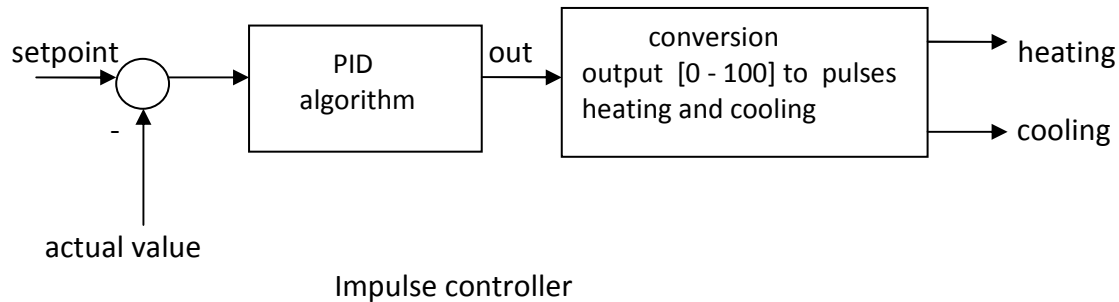 setpoint
PID
algorithm
out
conversion
output [0 - 100] to pulses
heating and cooling
heating
cooling
-
actual value
Impulse controller